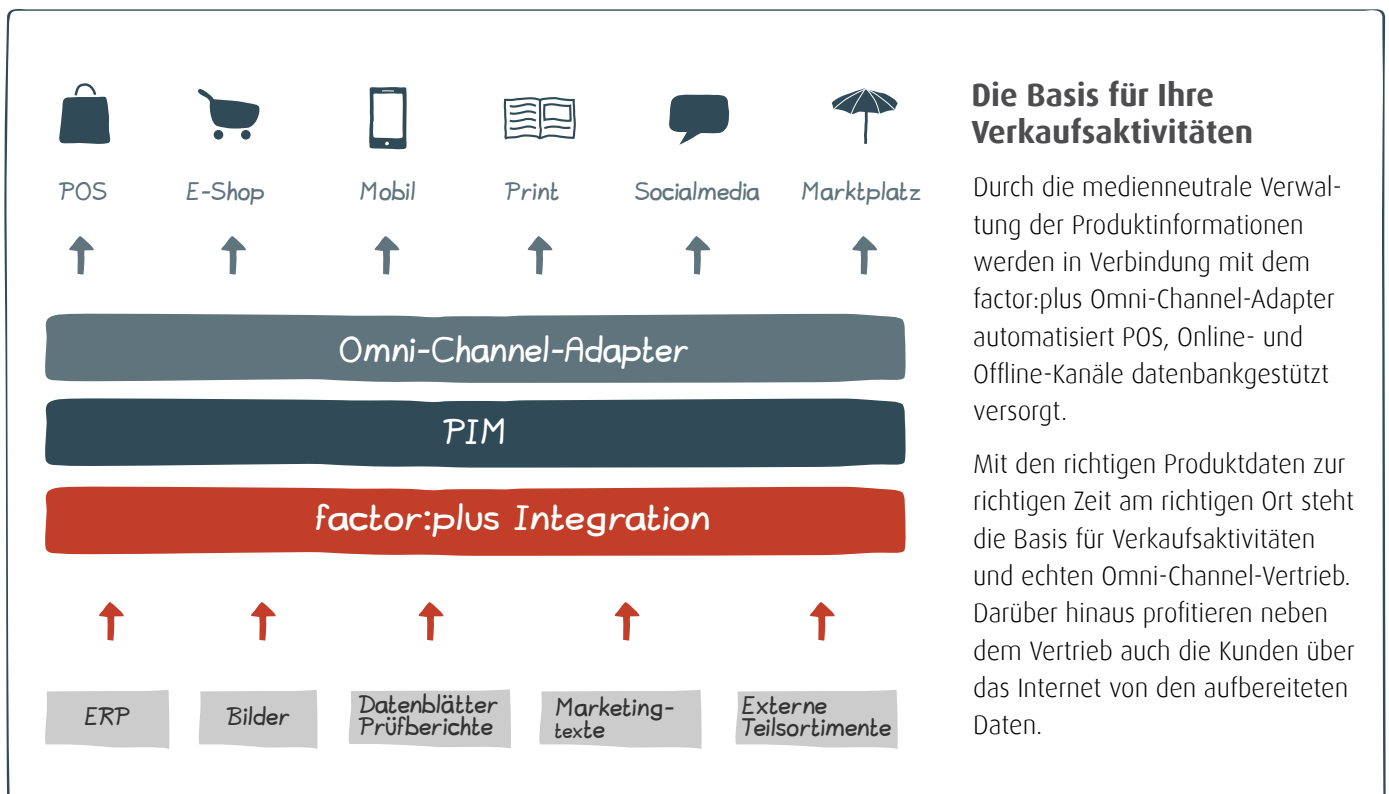 POS E-Shop Mobil Print Socialmedia Marktplatz
Omni-Channel-Adapter
PIM
factor:plus Integration
ERP
Bilder
Datenblätter
Prüfberichte
Marketing-
texte
Externe
Teilsortimente
Die Basis für Ihre
Verkaufsaktivitäten
Durch die medienneutrale Verwal-
tung der Produktinformationen
werden in Verbindung mit dem
factor:plus Omni-Channel-Adapter
automatisiert POS, Online- und
Offline-Kanäle datenbankgestützt
versorgt.
Mit den richtigen Produktdaten zur
richtigen Zeit am richtigen Ort steht
die Basis für Verkaufsaktivitäten
und echten Omni-Channel-Vertrieb.
Darüber hinaus profitieren neben
dem Vertrieb auch die Kunden über
das Internet von den aufbereiteten
Daten.